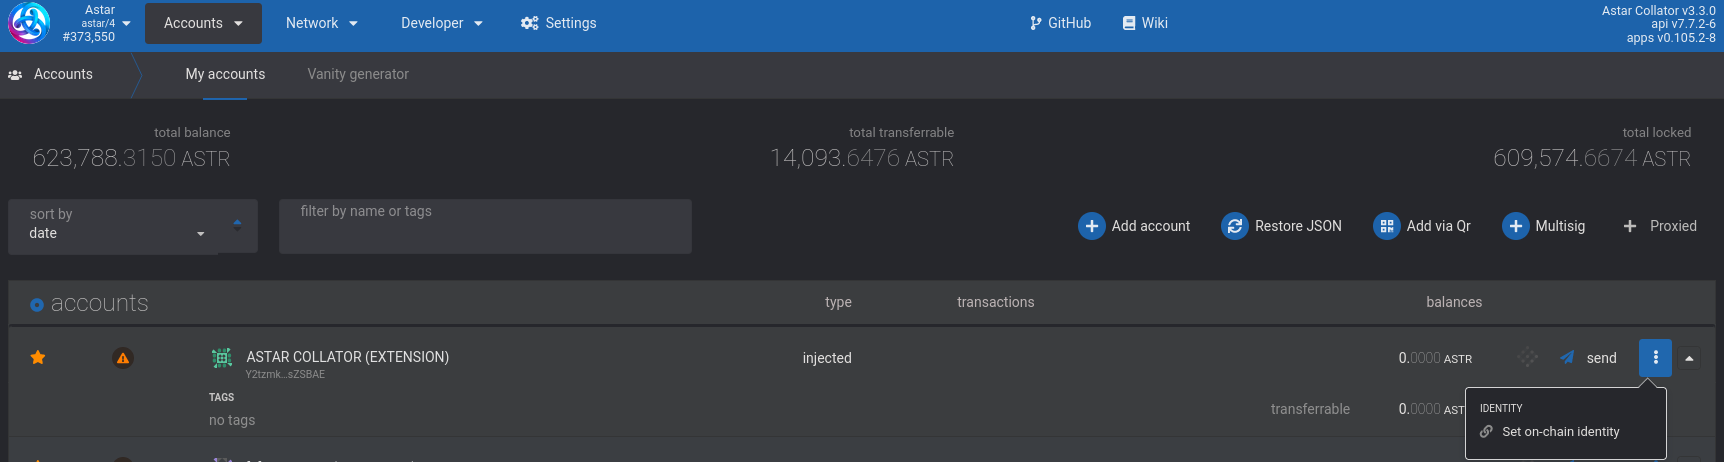 Astar
astar/4
#373,550
Accounts
Network
Developer
Settings
GitHub
Wiki
Astar Collator v3.3.0
api v7.7.2-6
apps v0.105.2-8
Accounts
My accounts
Vanity generator
total balance
623,788.3150 ASTR
total transferrable
14,093.6476 ASTR
total locked
609,574.6674 ASTR
sort by
date
filter by name or tags
Add account
Restore JSON
Add via Qr
Multisig
Proxied
accounts
type
transactions
balances
ASTAR COLLATOR (EXTENSION)
Y2tzmk…sZSBAE
injected
0.0000 ASTR
send
TAGS
no tags
transferrable
0.0000 AST
IDENTITY
Set on-chain identity